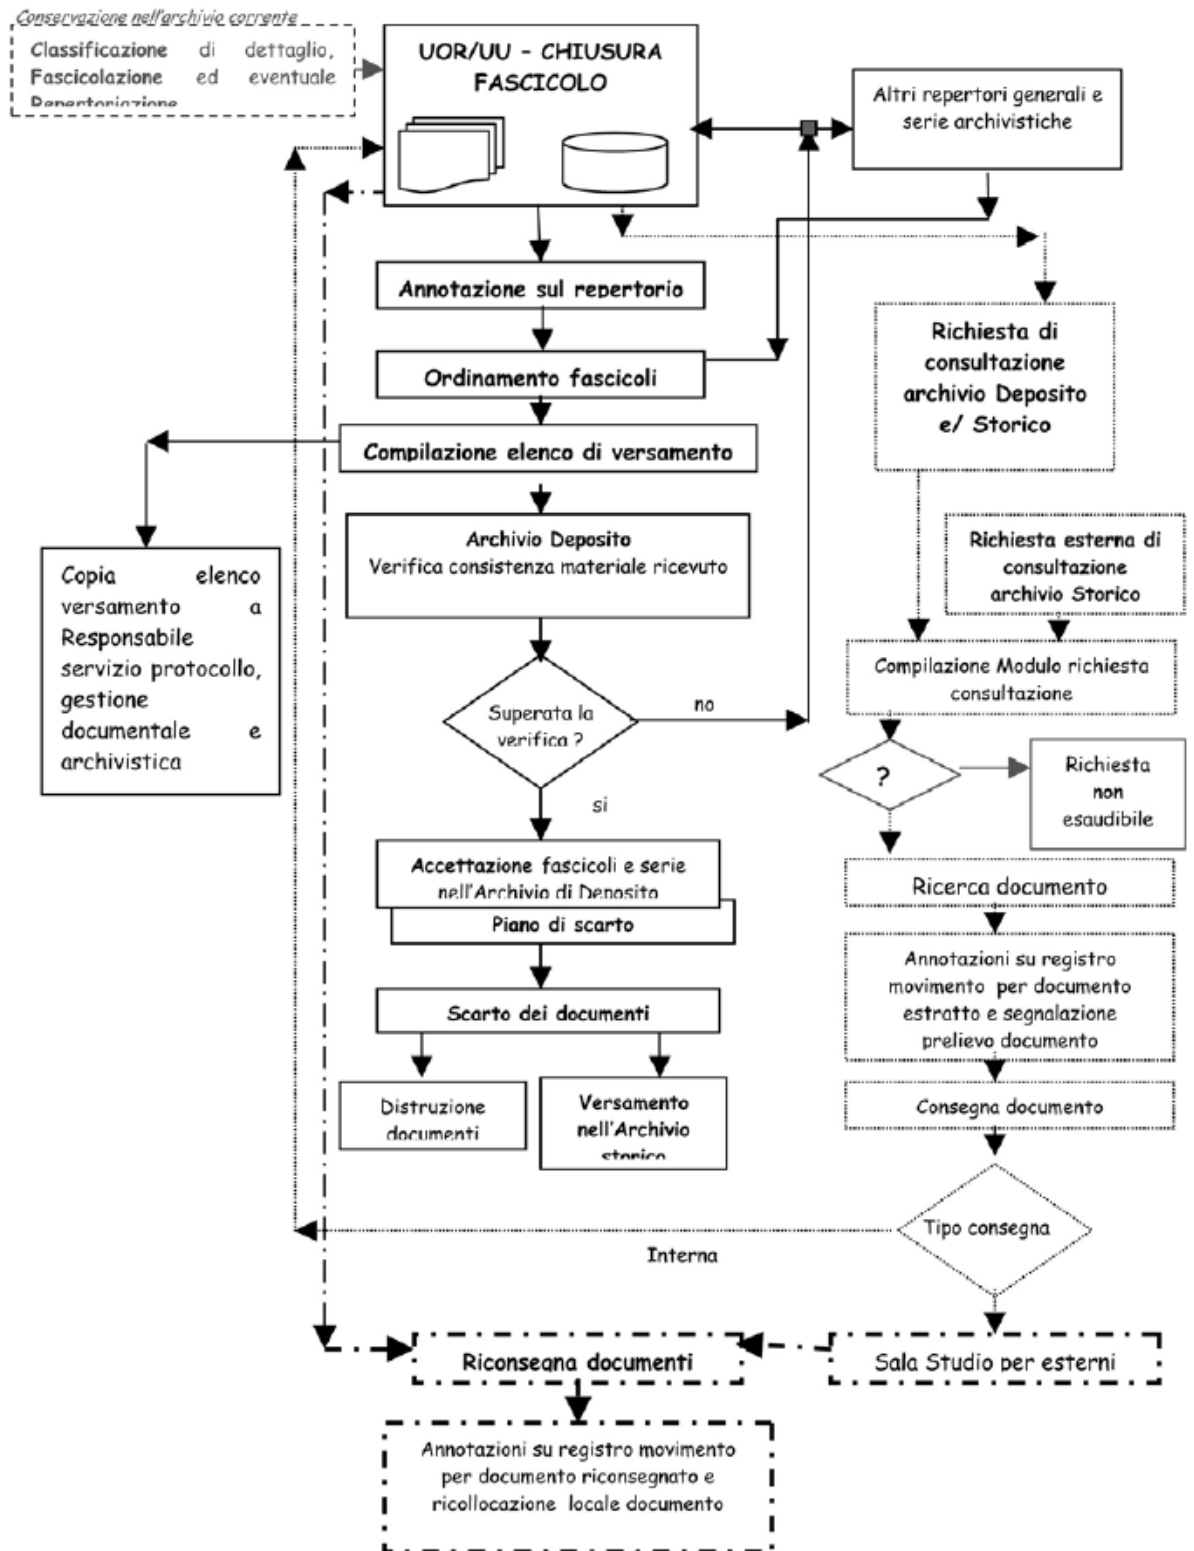 Conservazione nell'archivio corrente
Classificazione di dettaglio,
Fascicolazione ed eventuale
Repertoriazione
UOR/UU – CHIUSURA
FASCICOLO
Altri repertori generali e
serie archivistiche
Annotazione sul repertorio
Ordinamento fascicoli
Compilazione elenco di versamento
Archivio Deposito
Verifica consistenza materiale ricevuto
Copia elenco
versamento a
Responsabile
servizio protocollo,
gestione
documentale e
archivistica
Superata la
verifica ?
no
si
Accettazione fascicoli e serie
nell'Archivio di Deposito
Piano di scarto
Scarto dei documenti
Distruzione
documenti
Versamento
nell'Archivio
storico
Richiesta di
consultazione
archivio Deposito
e/ Storico
Richiesta esterna di
consultazione
archivio Storico
Compilazione Modulo richiesta
consultazione
?
Richiesta
non
esaudibile
Ricerca documento
Annotazioni su registro
movimento per documento
estratto e segnalazione
prelievo documento
Consegna documento
Tipo consegna
Interna
Sala Studio per esterni
Riconsegna documenti
Annotazioni su registro movimento
per documento riconsegnato e
ricollocazione locale documento